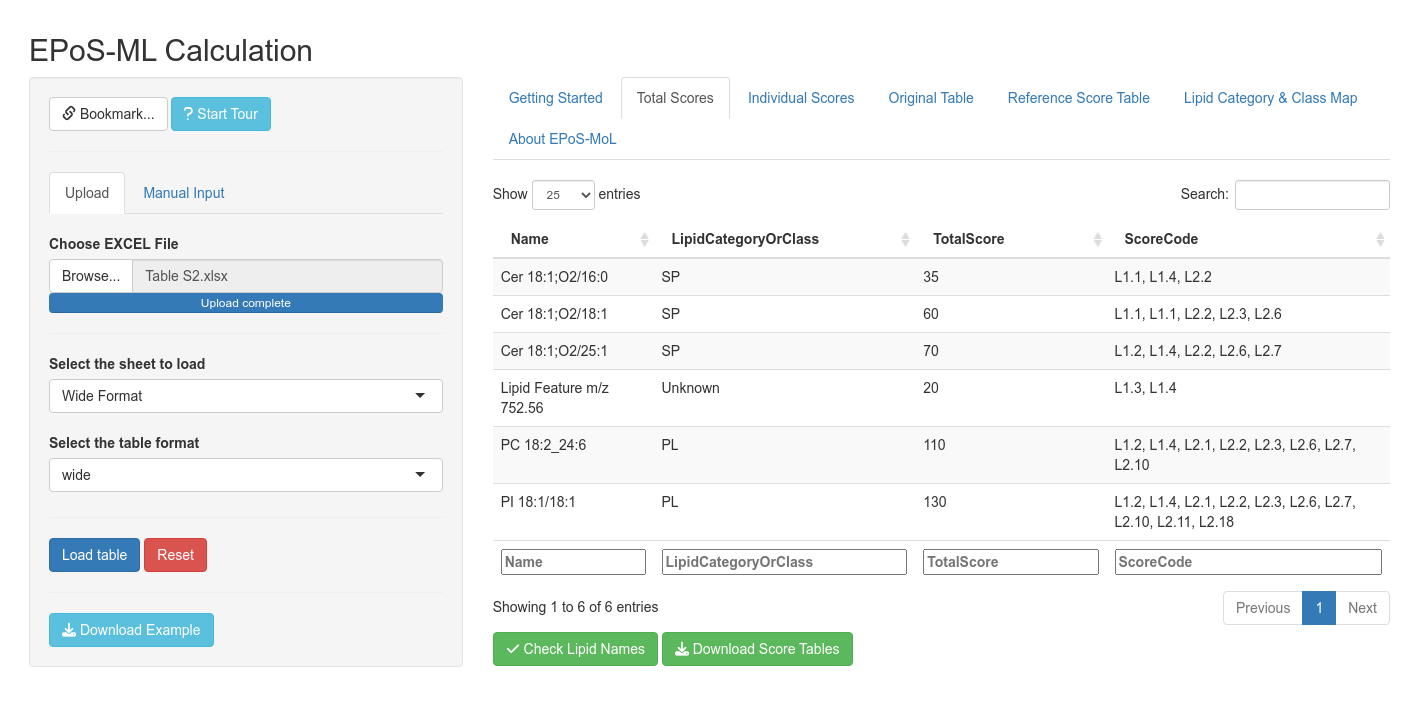 EPoS-ML Calculation
Bookmark... ? Start Tour
Upload Manual Input
Choose EXCEL File
Browse... Table S2.xlsx
Upload complete
Select the sheet to load
Wide Format
Select the table format
wide
Load table Reset
Download Example
Getting Started Total Scores Individual Scores Original Table Reference Score Table Lipid Category & Class Map
About EPoS-MoL
Show 25 entries Search:
Name LipidCategoryOrClass TotalScore ScoreCode
Cer 18:1;O2/16:0 SP 35 L1.1, L1.4, L2.2
Cer 18:1;O2/18:1 SP 60 L1.1, L1.1, L2.2, L2.3, L2.6
Cer 18:1;O2/25:1 SP 70 L1.2, L1.4, L2.2, L2.6, L2.7
Lipid Feature m/z Unknown 20 L1.3, L1.4
752.56
PC 18:2_24:6 PL 110 L1.2, L1.4, L2.1, L2.2, L2.3, L2.6, L2.7,
L2.10
PI 18:1/18:1 PL 130 L1.2, L1.4, L2.1, L2.2, L2.3, L2.6, L2.7,
L2.10, L2.11, L2.18
Name LipidCategoryOrClass TotalScore ScoreCode
Showing 1 to 6 of 6 entries Previous 1 Next
Check Lipid Names Download Score Tables